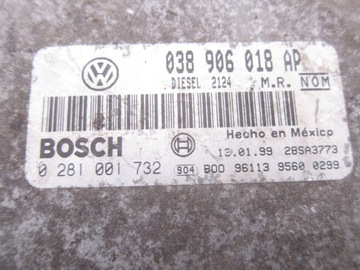 038 906 018 AP
DIESEL 2124 M.R. NOM
Hecho en México
BOSCH 13.01.99 28SA3773
0 281 001 732 904 BOO 96113 9560 0299